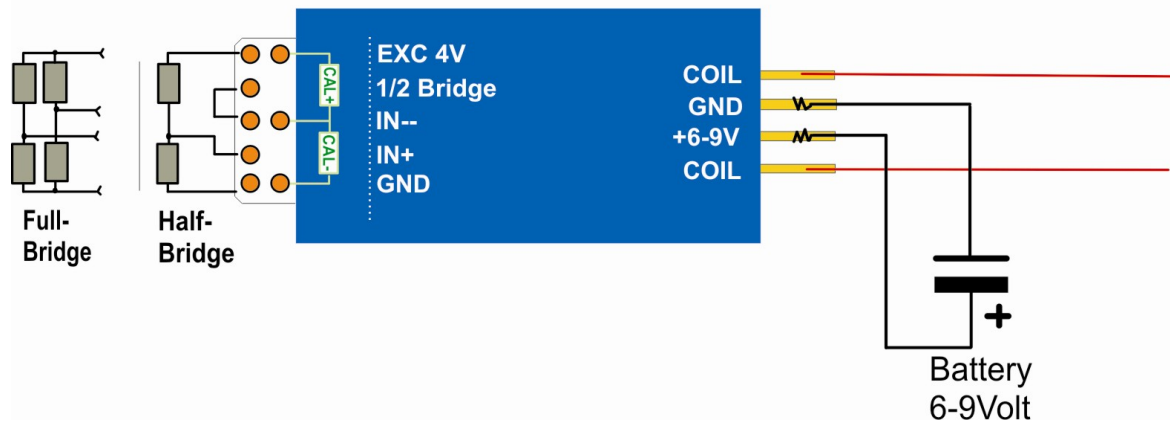 Full-
Bridge
Half-
Bridge
CAL+
CAL-
EXC 4V
1/2 Bridge
IN--
IN+
GND
COIL
GND
+6-9V
COIL
+
Battery
6-9Volt